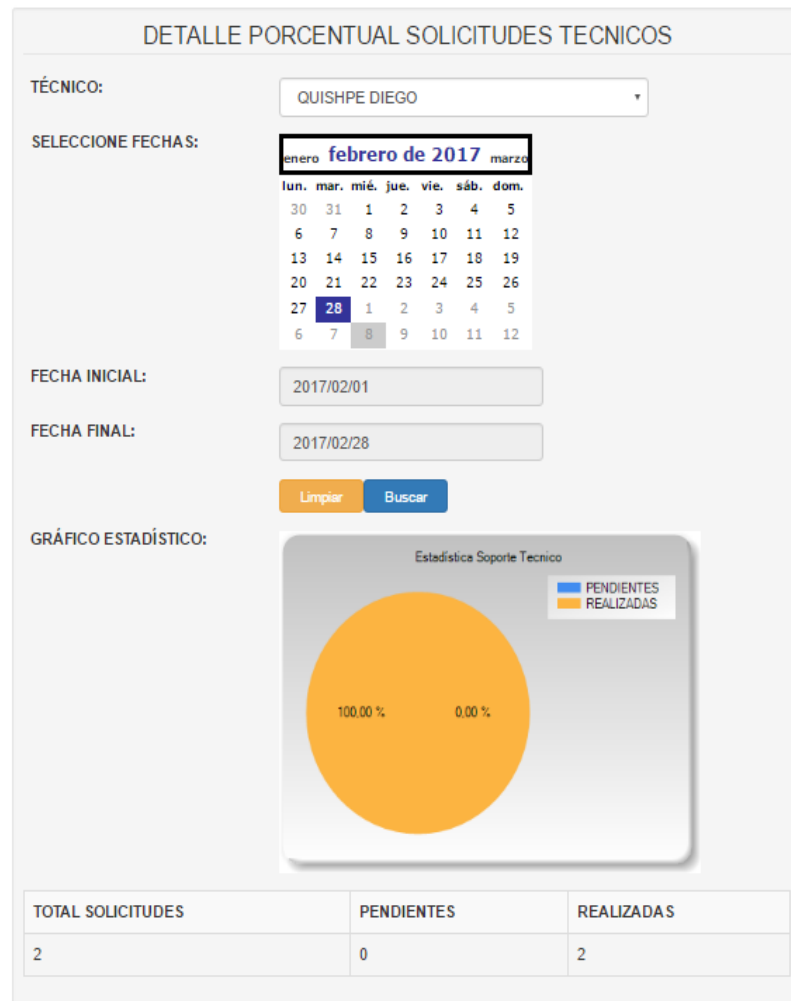 DETALLE PORCENTUAL SOLICITUDES TECNICOS
TÉCNICO:
QUISHPE DIEGO
SELECCIONE FECHAS:
enero febrero de 2017 marzo
lun. mar. mié. jue. vie. sáb. dom.
30 31 1 2 3 4 5
6 7 8 9 10 11 12
13 14 15 16 17 18 19
20 21 22 23 24 25 26
27 28 1 2 3 4 5
6 7 8 9 10 11 12
FECHA INICIAL:
2017/02/01
FECHA FINAL:
2017/02/28
Limpiar Buscar
GRÁFICO ESTADÍSTICO:
Estadística Soporte Tecnico
PENDIENTES
REALIZADAS
100,00 % 0,00 %
TOTAL SOLICITUDES PENDIENTES REALIZADAS
2 0 2